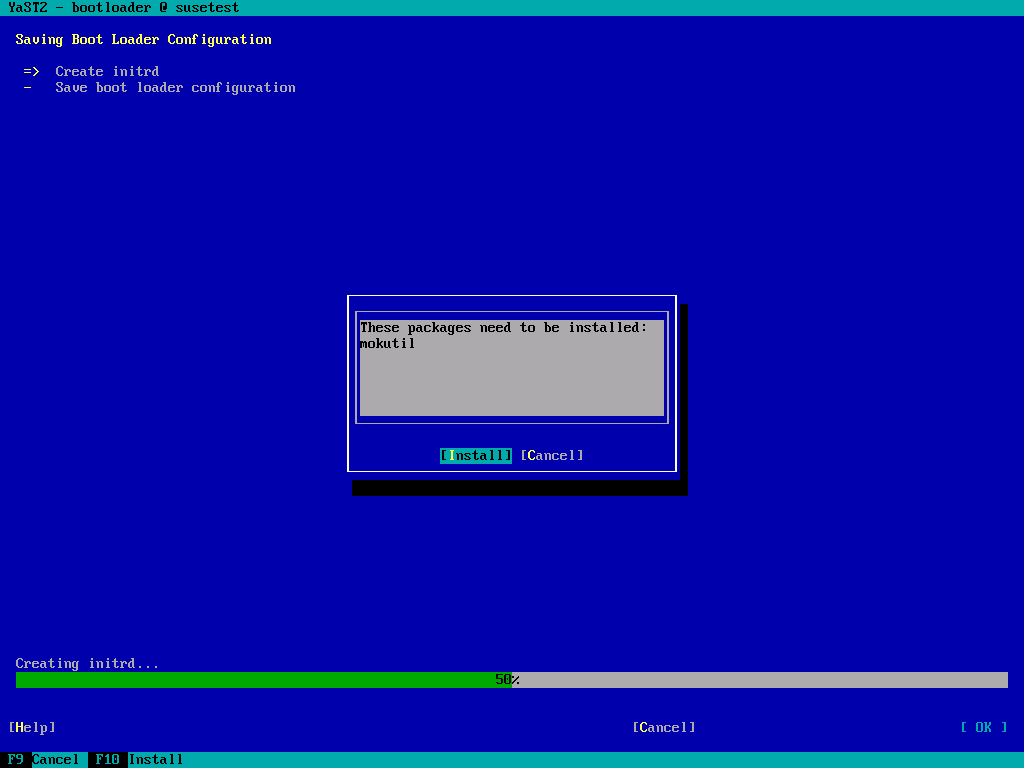 YaST2 - bootloader @ susetest
Saving Boot Loader Configuration
=> Create initrd
- Save boot loader configuration
These packages need to be installed:
mokutil
[Install] [Cancel]
Creating initrd...
50%
[Help] [Cancel] [ OK ]
F9 Cancel F10 Install